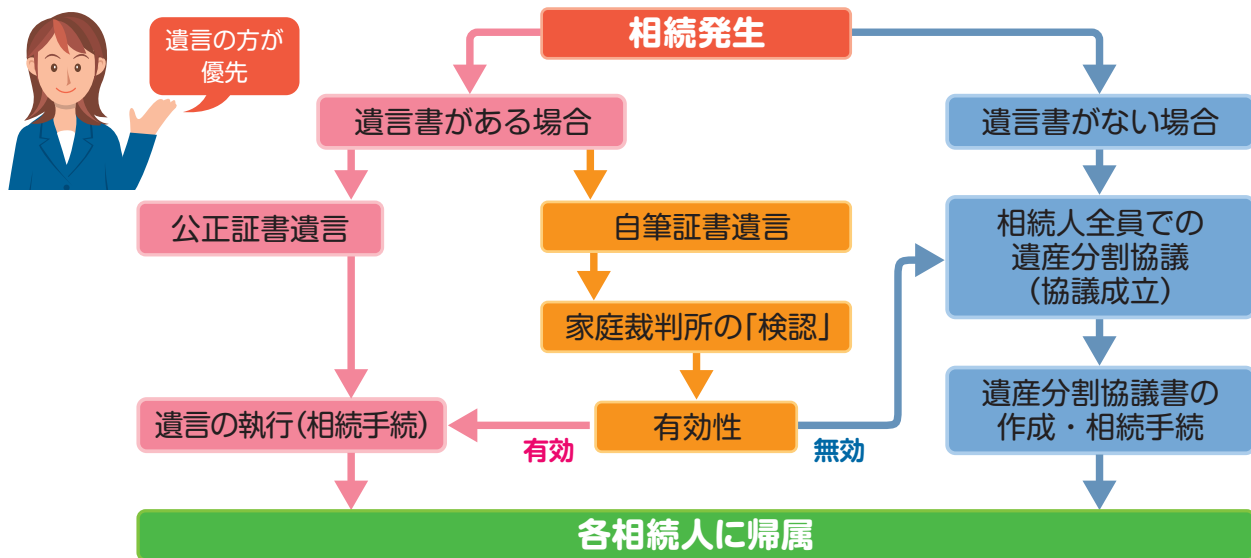 相続発生
遺言の方が
優先
遺言書がある場合
遺言書がない場合
公正証書遺言
自筆証書遺言
相続人全員での
遺産分割協議
（協議成立）
家庭裁判所の「検認」
遺言の執行（相続手続）
有効
有効性
無効
遺産分割協議書の
作成・相続手続
各相続人に帰属